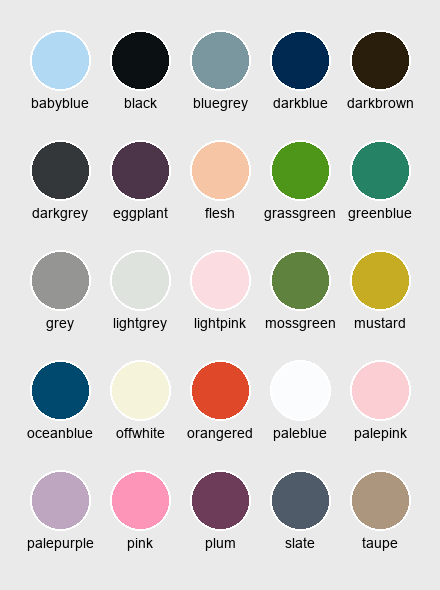 babyblue black bluegrey darkblue darkbrown
darkgrey eggplant flesh grassgreen greenblue
grey lightgrey lightpink mossgreen mustard
oceanblue offwhite orangered paleblue palepink
palepurple pink plum slate taupe